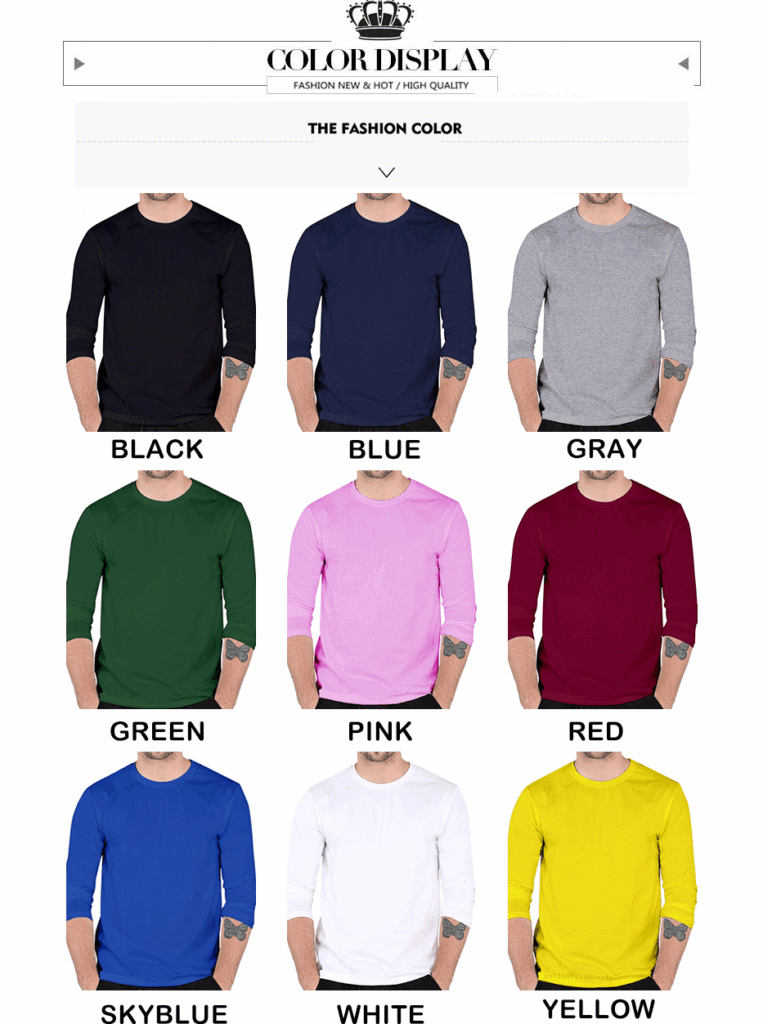 COLOR DISPLAY
FASHION NEW & HOT / HIGH QUALITY
THE FASHION COLOR
BLACK
BLUE
GRAY
GREEN
PINK
RED
SKYBLUE
WHITE
YELLOW